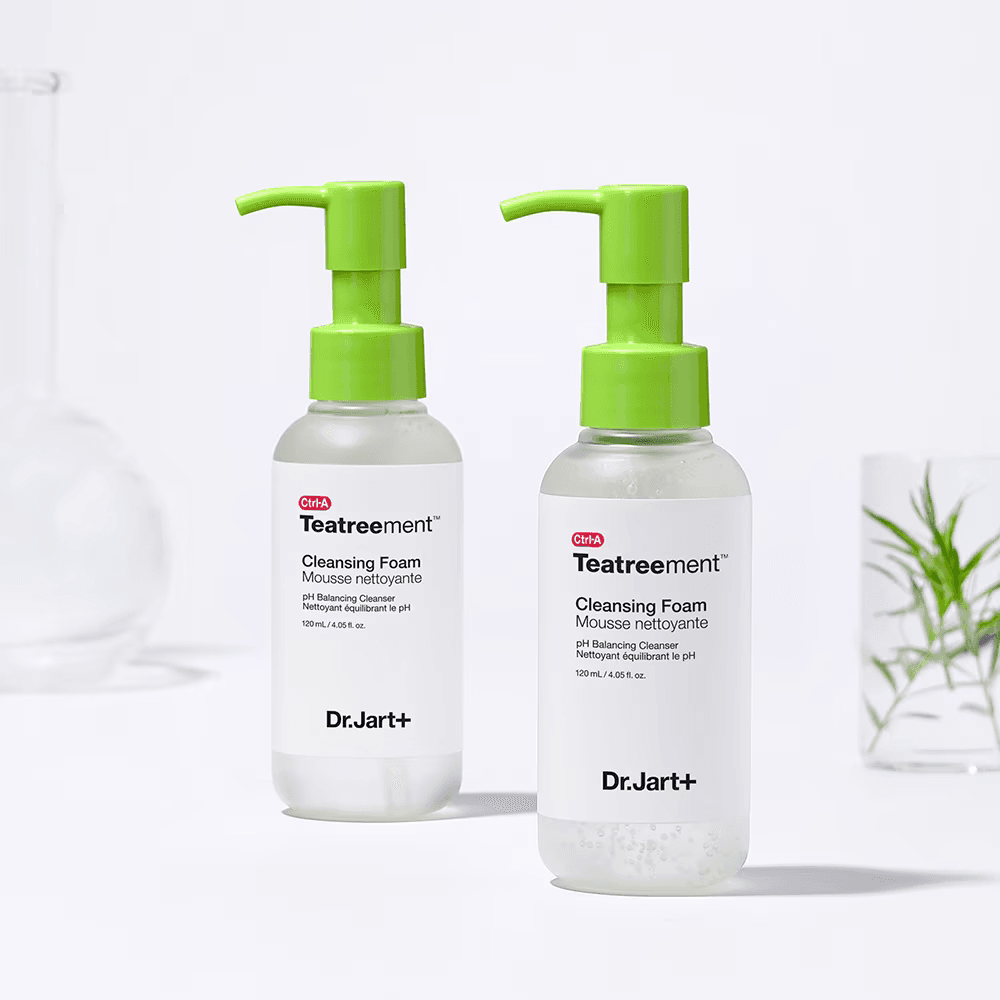 Ctrl-A
Teatreement™
Cleansing Foam
Mousse nettoyante
pH Balancing Cleanser
Nettoyant équilibrant le pH
120 mL / 4.05 fl. oz.
Dr.Jart+
Ctrl-A
Teatreement™
Cleansing Foam
Mousse nettoyante
pH Balancing Cleanser
Nettoyant équilibrant le pH
120 mL / 4.05 fl. oz.
Dr.Jart+